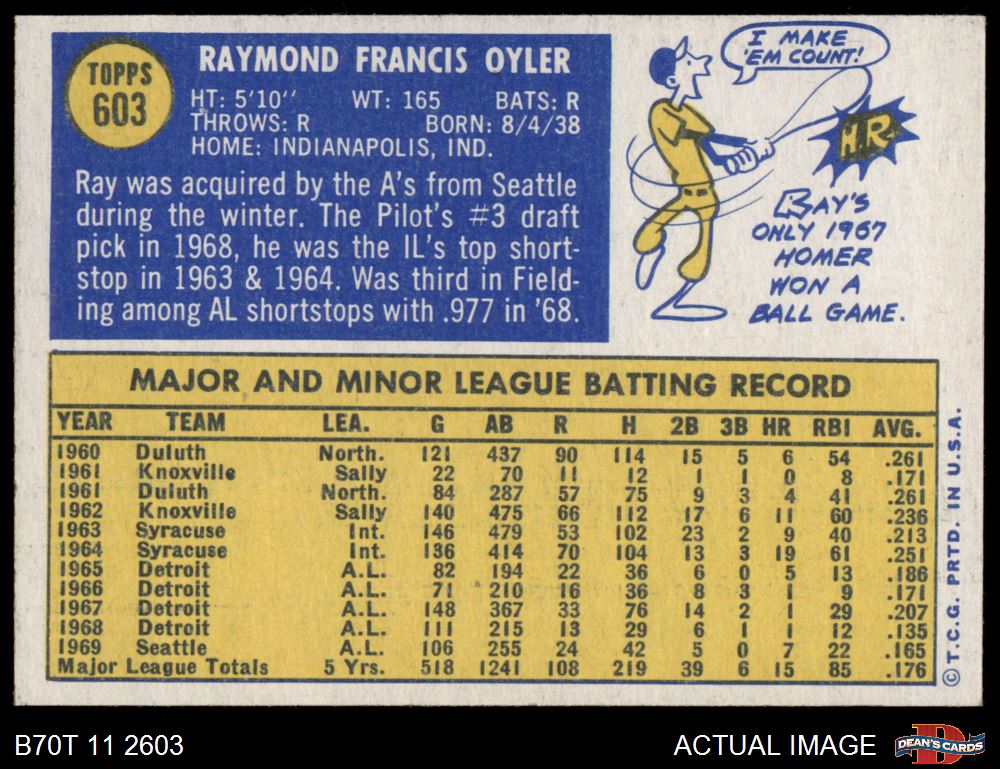 TOPPS
603
RAYMOND FRANCIS OYLER
HT: 5'10'' WT: 165 BATS: R
THROWS: R BORN: 8/4/38
HOME: INDIANAPOLIS, IND.
Ray was acquired by the A's from Seattle
during the winter. The Pilot's #3 draft
pick in 1968, he was the IL's top short-
stop in 1963 & 1964. Was third in Field-
ing among AL shortstops with .977 in '68.
I MAKE
'EM COUNT!
HR
RAY'S
ONLY 1967
HOMER
WON A
BALL GAME.
MAJOR AND MINOR LEAGUE BATTING RECORD
YEAR TEAM LEA. G AB R H 2B 3B HR RBI AVG.
1960 Duluth North. 121 437 90 114 15 5 6 54 .261
1961 Knoxville Sally 22 70 11 12 1 1 0 8 .171
1961 Duluth North. 84 287 57 75 9 3 4 41 .261
1962 Knoxville Sally 140 475 66 112 17 6 11 60 .236
1963 Syracuse Int. 146 479 53 102 23 2 9 40 .213
1964 Syracuse Int. 136 414 70 104 13 3 19 61 .251
1965 Detroit A.L. 82 194 22 36 6 0 5 13 .186
1966 Detroit A.L. 71 210 16 36 8 3 1 9 .171
1967 Detroit A.L. 148 367 33 76 14 2 1 29 .207
1968 Detroit A.L. 111 215 13 29 6 1 1 12 .135
1969 Seattle A.L. 106 255 24 42 5 0 7 22 .165
Major League Totals 5 Yrs. 518 1241 108 219 39 6 15 85 .176
© T.C.G. PRTD. IN U.S.A.
B70T 11 2603
ACTUAL IMAGE
D
DEAN'S CARDS